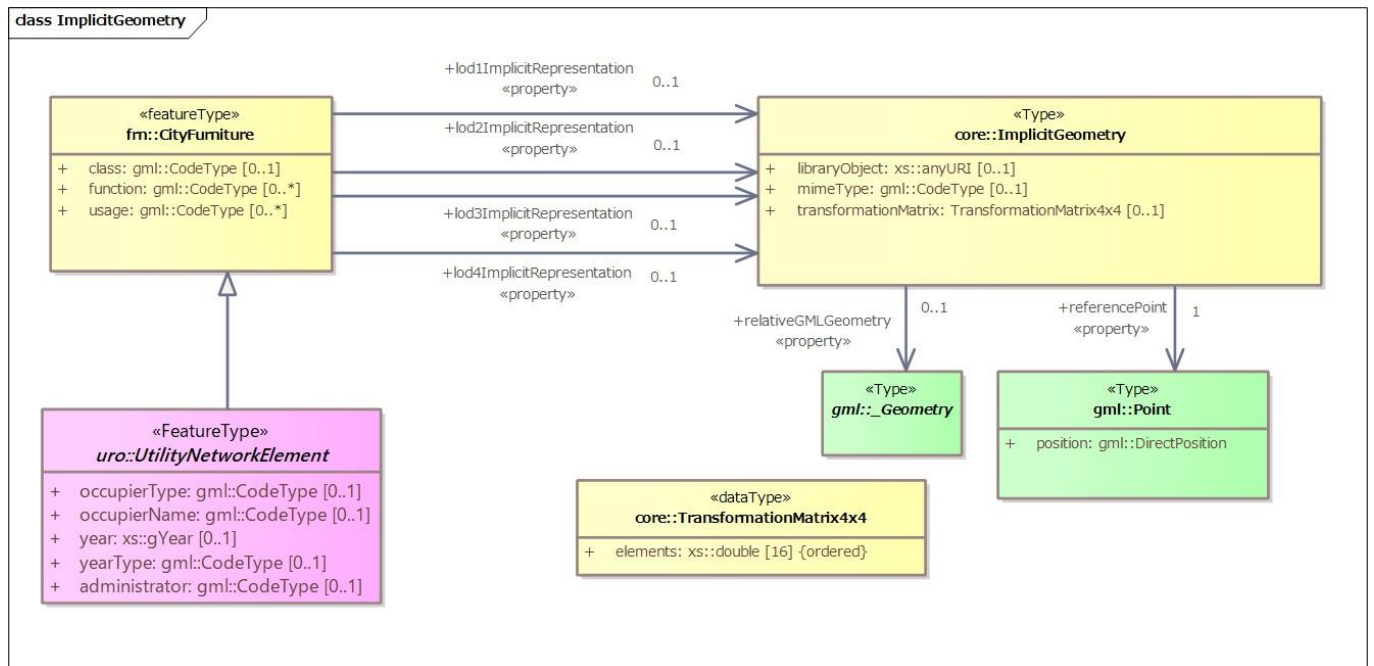 class ImplicitGeometry
+lod1ImplicitRepresentation
«property»
0..1
«featureType»
frn::CityFurniture
+ class: gml::CodeType [0..1]
+ function: gml::CodeType [0..*]
+ usage: gml::CodeType [0..*]
+lod2ImplicitRepresentation
«property»
0..1
+lod3ImplicitRepresentation
«property»
0..1
+lod4ImplicitRepresentation
«property»
0..1
«Type»
core::ImplicitGeometry
+ libraryObject: xs::anyURI [0..1]
+ mimeType: gml::CodeType [0..1]
+ transformationMatrix: TransformationMatrix4x4 [0..1]
+relativeGMLGeometry
«property»
0..1
+referencePoint
«property»
1
«Type»
gml::_Geometry
«Type»
gml::Point
+ position: gml::DirectPosition
«FeatureType»
uro::UtilityNetworkElement
+ occupierType: gml::CodeType [0..1]
+ occupierName: gml::CodeType [0..1]
+ year: xs::gYear [0..1]
+ yearType: gml::CodeType [0..1]
+ administrator: gml::CodeType [0..1]
«dataType»
core::TransformationMatrix4x4
+ elements: xs::double [16] {ordered}